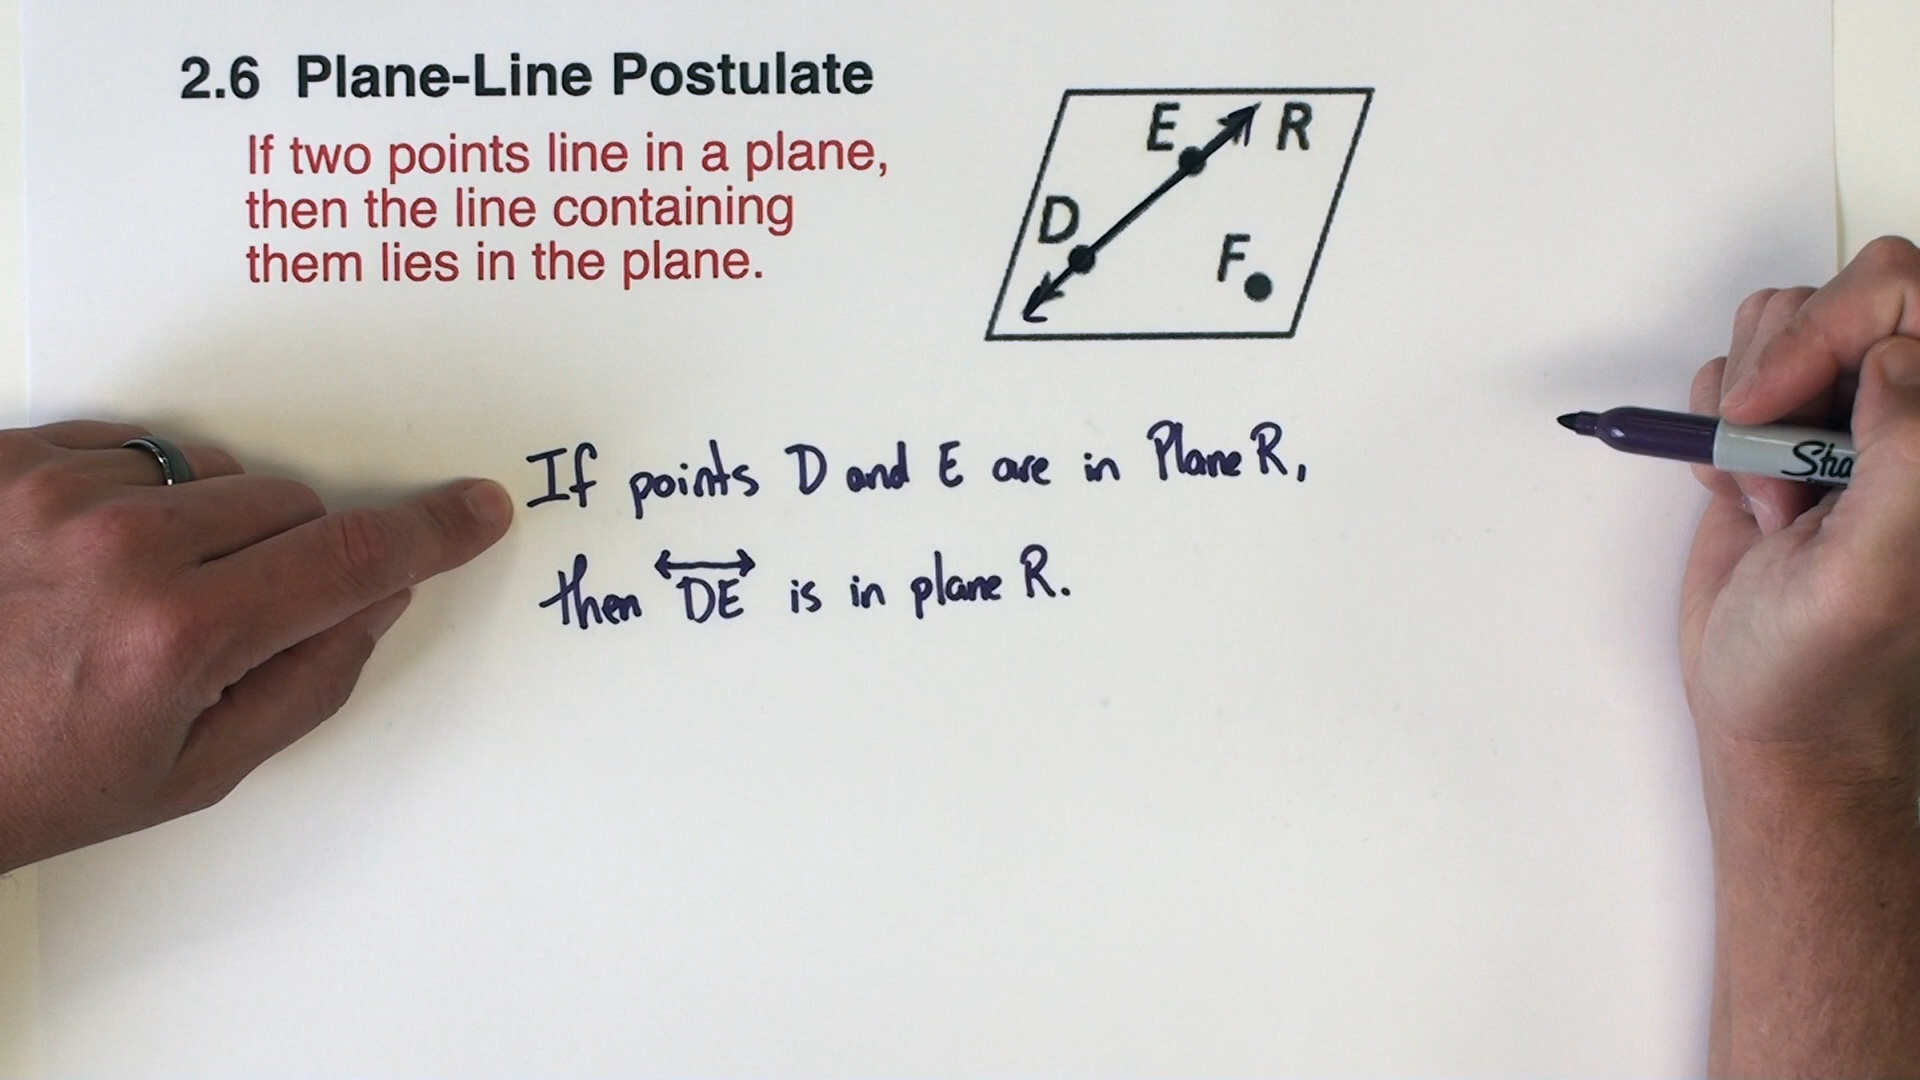 2.6 Plane-Line Postulate
If two points line in a plane,
then the line containing
them lies in the plane.
E R
D
F
If points D and E are in Plane R,
then DE is in plane R.
Sha